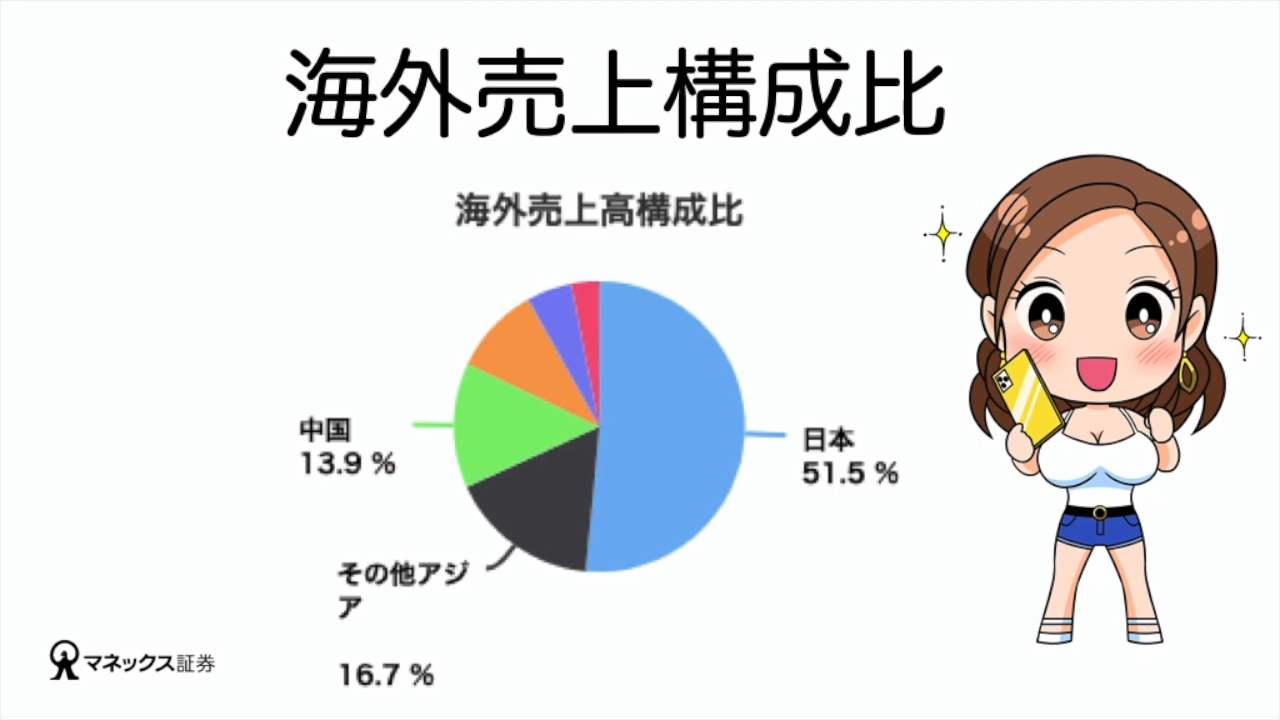 海外売上構成比
海外売上高構成比
中国
13.9 %
日本
51.5 %
その他アジ
ア
16.7 %
マネックス証券